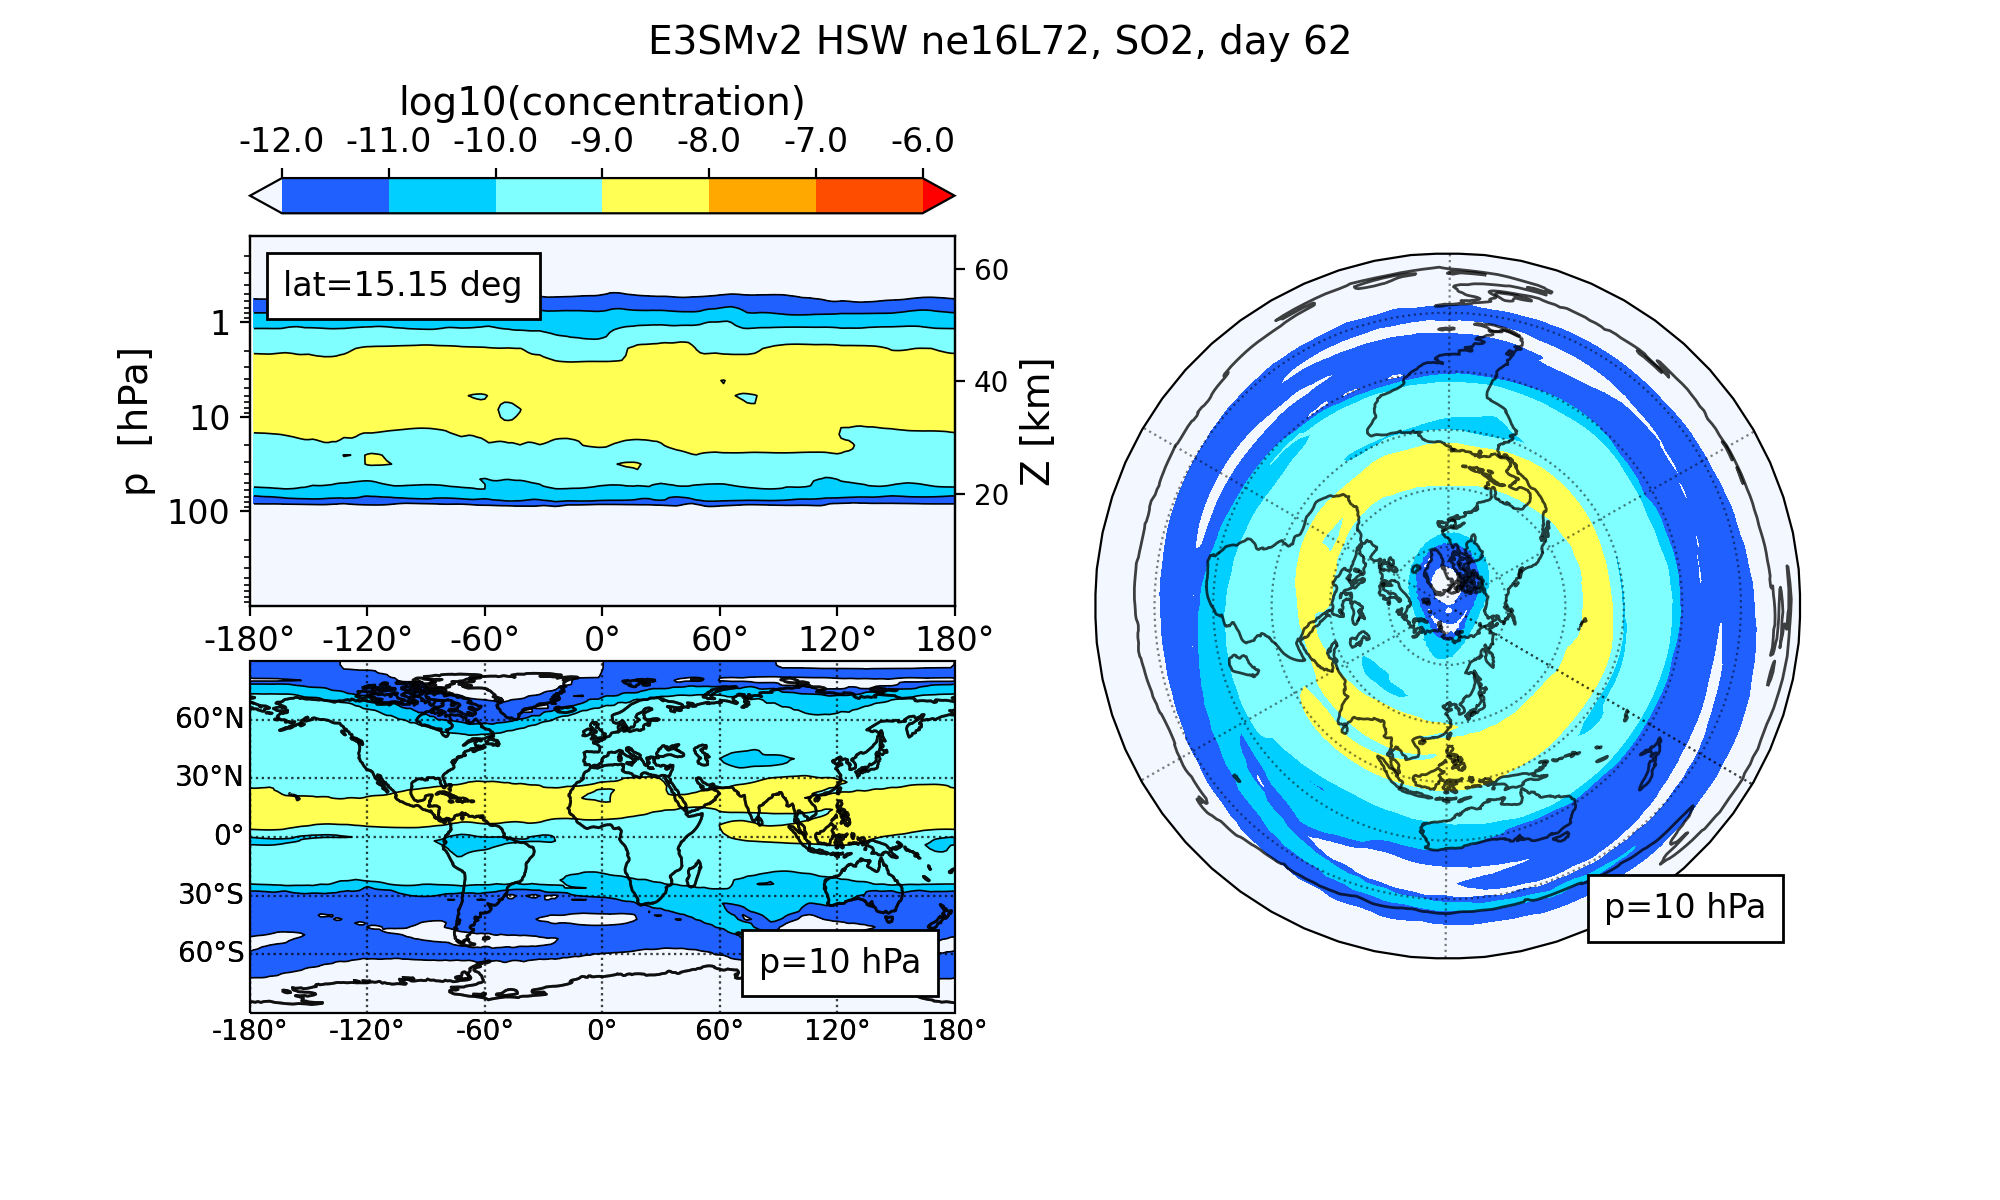 E3SMv2 HSW ne16L72, SO2, day 62
log10(concentration)
-12.0 -11.0 -10.0 -9.0 -8.0 -7.0 -6.0
lat=15.15 deg
p [hPa]
1
10
100
Z [km]
60
40
20
-180° -120° -60° 0° 60° 120° 180°
60°N
30°N
0°
30°S
60°S
p=10 hPa
-180° -120° -60° 0° 60° 120° 180°
p=10 hPa